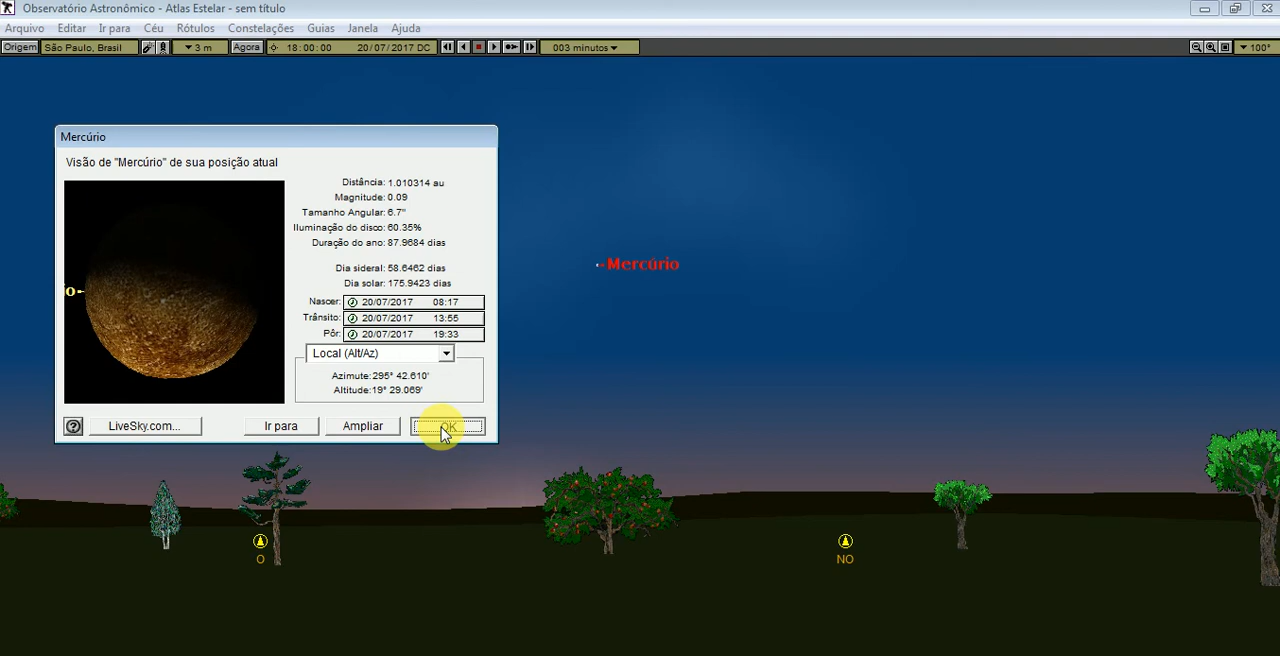 Observatório Astronômico - Atlas Estelar - sem título
Arquivo Editar Ir para Céu Rótulos Constelações Guias Janela Ajuda
Origem São Paulo, Brasil 3 m Agora 18:00:00 20/07/2017 DC 003 minutos 100°
Mercúrio
Visão de "Mercúrio" de sua posição atual
Distância: 1.010314 au
Magnitude: 0.09
Tamanho Angular: 6.7"
Iluminação do disco: 60.35%
Duração do ano: 87.9684 dias
Dia sideral: 58.6462 dias
Dia solar: 175.9423 dias
Nascer: 20/07/2017 08:17
Trânsito: 20/07/2017 13:55
Pôr: 20/07/2017 19:33
Local (Alt/Az)
Azimute: 295° 42.610'
Altitude: 19° 29.069'
LiveSky.com... Ir para Ampliar OK
Mercúrio
O NO